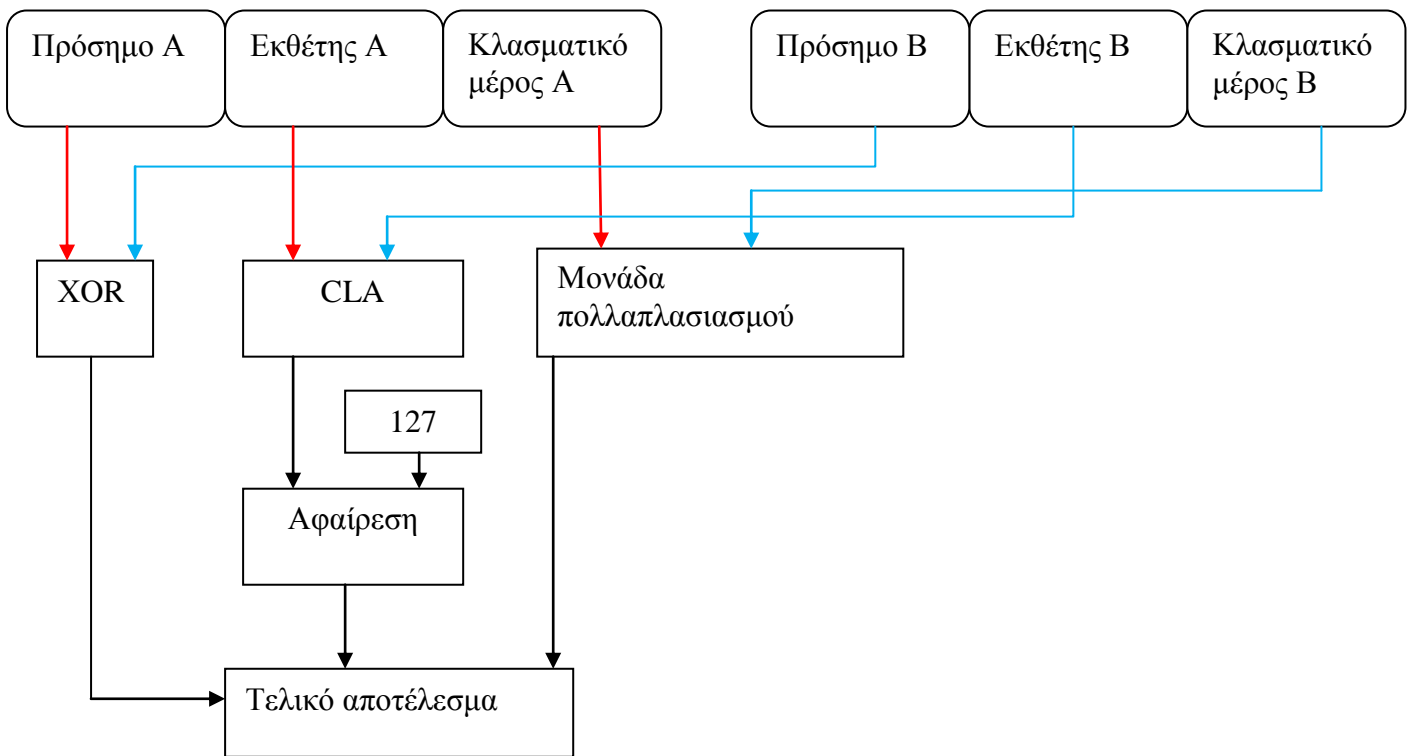 Πρόσημο Α
Εκθέτης Α
Κλασματικό
μέρος Α
Πρόσημο Β
Εκθέτης Β
Κλασματικό
μέρος Β
XOR
CLA
Μονάδα
πολλαπλασιασμού
127
Αφαίρεση
Τελικό αποτέλεσμα